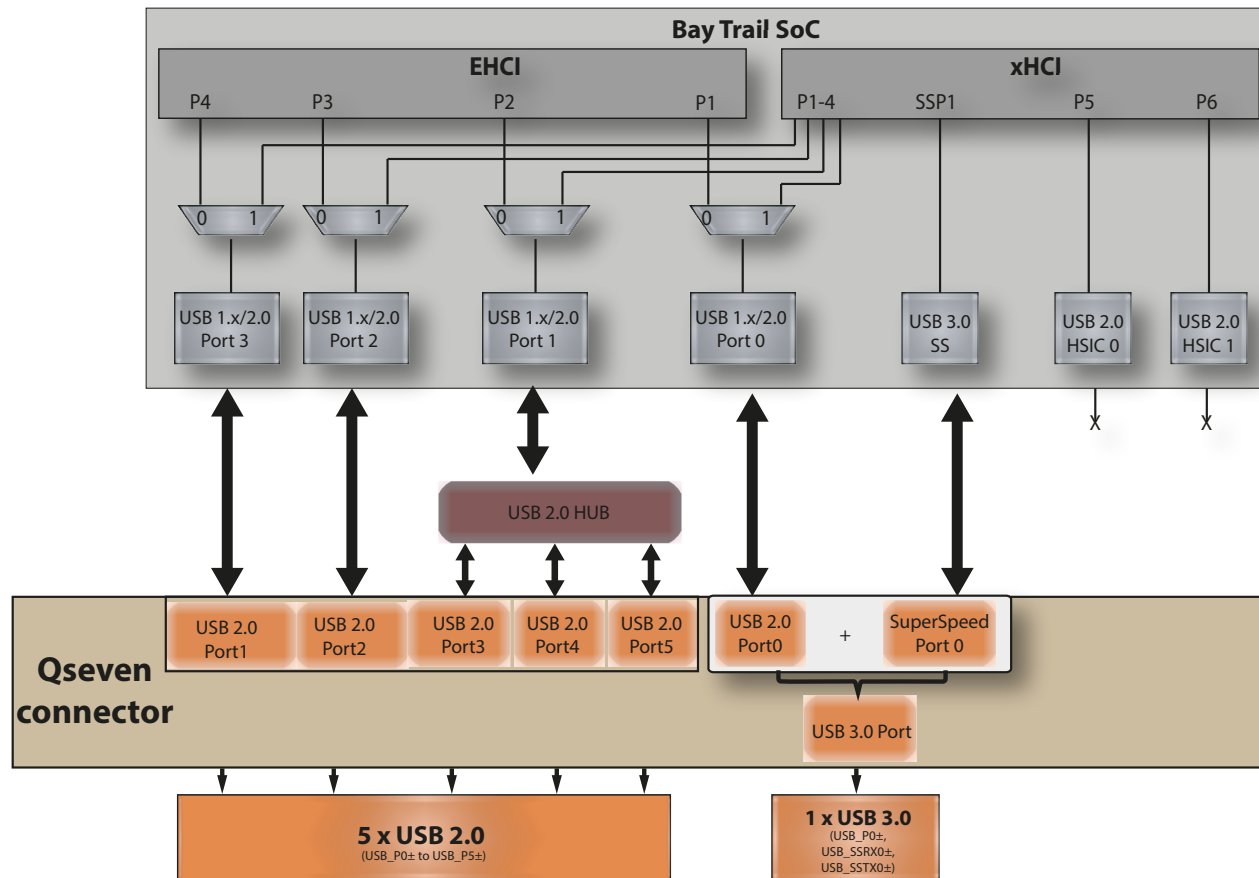 Bay Trail SoC
EHCI
xHCI
P4
P3
P2
P1
P1-4
SSP1
P5
P6
0
1
0
1
0
1
0
1
USB 1.x/2.0
Port 3
USB 1.x/2.0
Port 2
USB 1.x/2.0
Port 1
USB 1.x/2.0
Port 0
USB 3.0
SS
USB 2.0
HSIC 0
USB 2.0
HSIC 1
X
X
USB 2.0 HUB
Qseven
connector
USB 2.0
Port1
USB 2.0
Port2
USB 2.0
Port3
USB 2.0
Port4
USB 2.0
Port5
USB 2.0
Port0
+
SuperSpeed
Port 0
USB 3.0 Port
5 x USB 2.0
(USB_P0± to USB_P5±)
1 x USB 3.0
(USB_P0±,
USB_SSRX0±,
USB_SSTX0±)